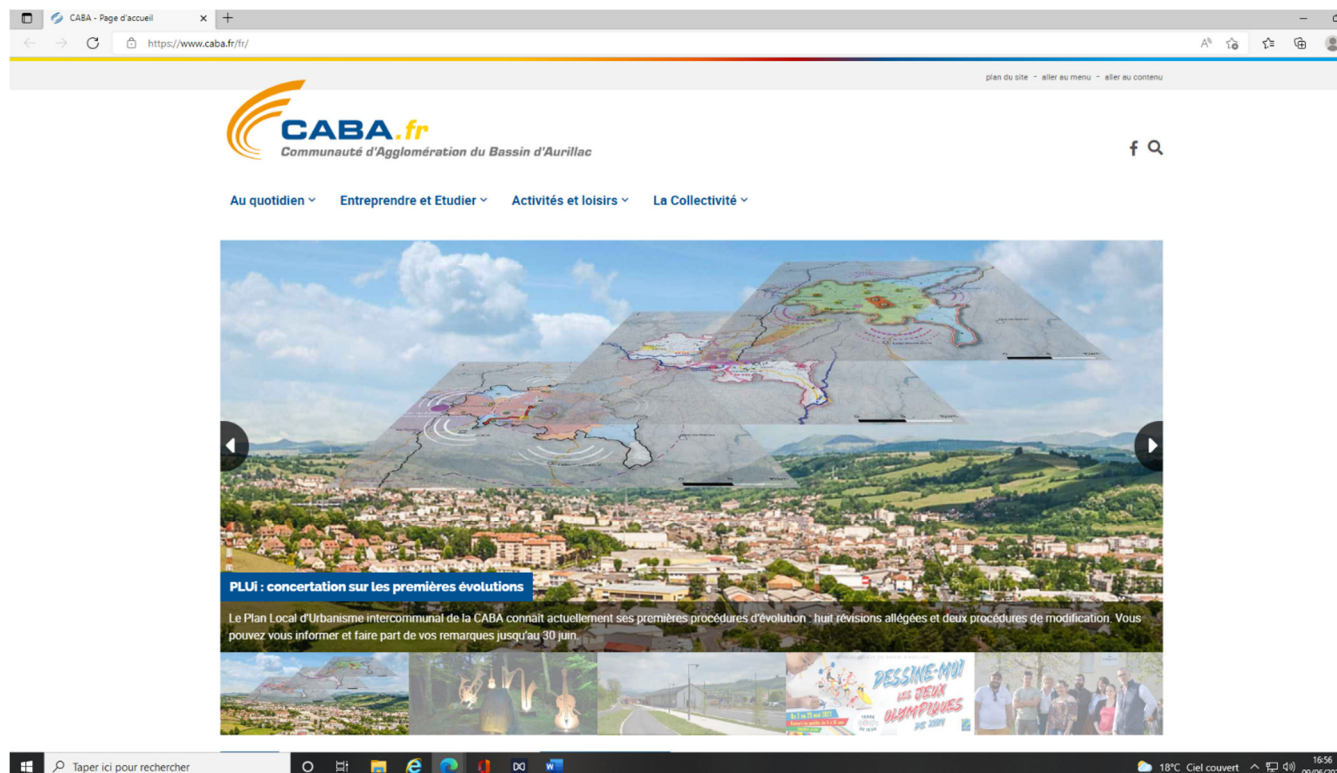 CABA - Page d'accueil
https://www.caba.fr/fr/
plan du site - aller au menu - aller au contenu
CABA.fr
Communauté d'Agglomération du Bassin d'Aurillac
Au quotidien
Entreprendre et Etudier
Activités et loisirs
La Collectivité
PLUi : concertation sur les premières évolutions
Le Plan Local d'Urbanisme intercommunal de la CABA connaît actuellement ses premières procédures d'évolution : huit révisions allégées et deux procédures de modification. Vous
pouvez vous informer et faire part de vos remarques jusqu'au 30 juin.
DESSINE-MOI
LES JEUX
OLYMPIQUES
DE 2024
Taper ici pour rechercher
18°C Ciel couvert
16:56